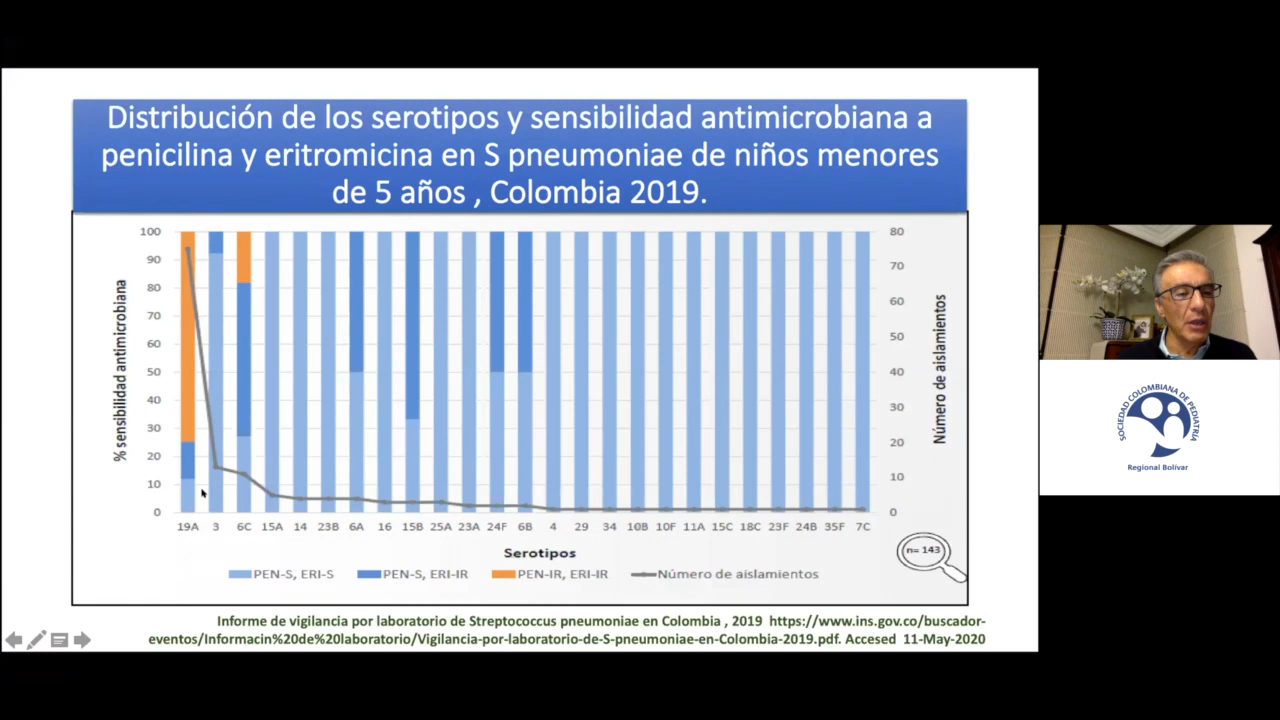 Distribución de los serotipos y sensibilidad antimicrobiana a
penicilina y eritromicina en S pneumoniae de niños menores
de 5 años , Colombia 2019.
% sensibilidad antimicrobiana
100
90
80
70
60
50
40
30
20
10
0
80
70
60
50
40
30
20
10
0
Número de aislamientos
19A 3 6C 15A 14 23B 6A 16 15B 25A 23A 24F 6B 4 29 34 10B 10F 11A 15C 18C 23F 24B 35F 7C
Serotipos
n= 143
PEN-S, ERI-S PEN-S, ERI-IR PEN-IR, ERI-IR Número de aislamientos
Informe de vigilancia por laboratorio de Streptococcus pneumoniae en Colombia , 2019 https://www.ins.gov.co/buscador-
eventos/Informacin%20de%20laboratorio/Vigilancia-por-laboratorio-de-S-pneumoniae-en-Colombia-2019.pdf. Accesed 11-May-2020
SOCIEDAD COLOMBIANA DE PEDIATRÍA
Regional Bolívar